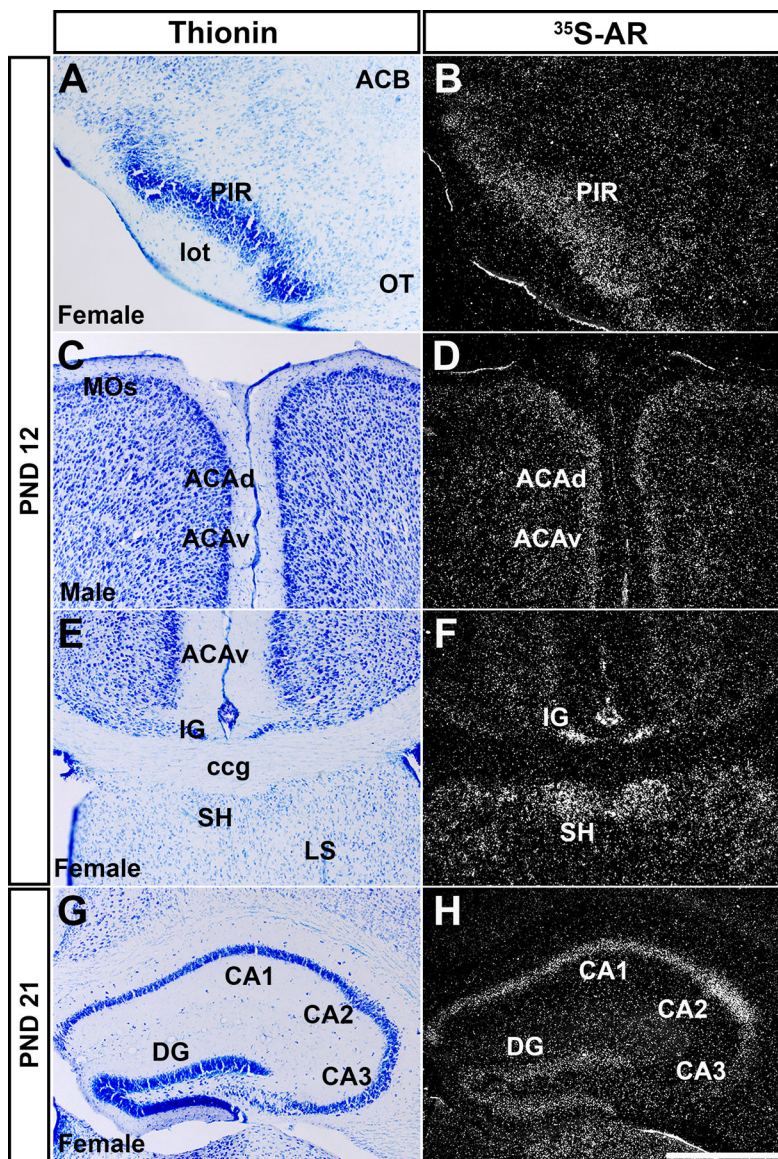 Thionin
³⁵S-AR
PND 12
A
ACB
PIR
lot
OT
Female
B
PIR
C
MOs
ACAd
ACAv
Male
D
ACAd
ACAv
E
ACAv
IG
ccg
SH
LS
Female
F
IG
SH
PND 21
G
CA1
CA2
DG
CA3
Female
H
CA1
CA2
DG
CA3